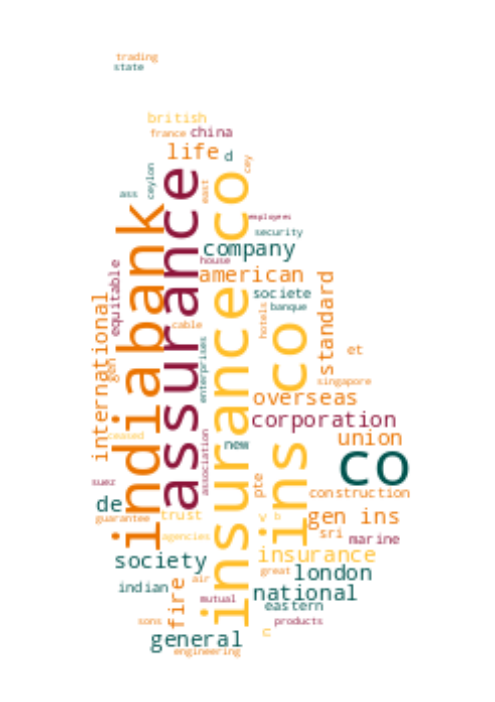 trading
state
british
france china
life d
cey
ass
ceylon
east
indiabank
assurance
insurance co
employees
security
company
house
american
equitable
international
gen
societe
banque
standard
hotels
cable
enterprises
et
singapore
ins co
overseas
corporation
union
ceased
association
new
co
suez
pte
construction
de
guarantee
trust
v b
gen ins
sri
marine
agencies
society
insurance
great
london
indian
air
fire
national
mutual
eastern
sons
products
general
engineering